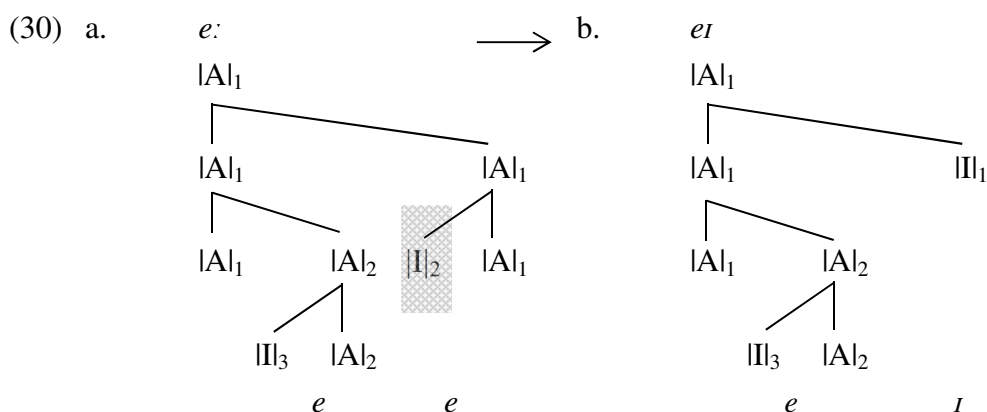 (30) a. eː → b. eɪ
|A|₁ |A|₁
|A|₁ |A|₁ |A|₁ |I|₁
|A|₁ |A|₂ |I|₂ |A|₁ |A|₁ |A|₂
|I|₃ |A|₂ |I|₃ |A|₂
e e e ɪ